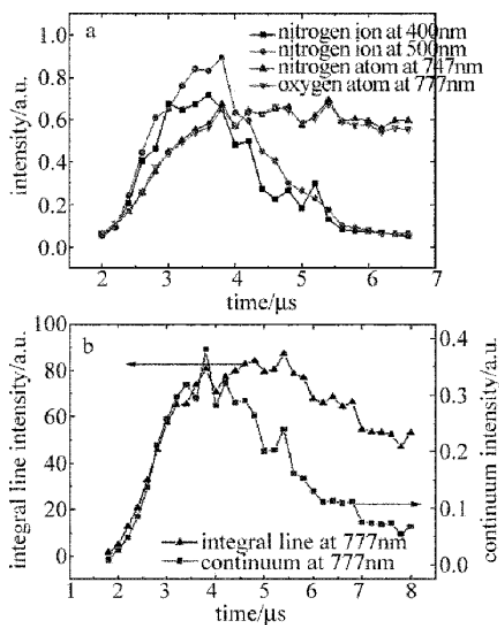 a
nitrogen ion at 400nm
nitrogen ion at 500nm
nitrogen atom at 747nm
oxygen atom at 777nm
intensity/a.u.
1.0
0.8
0.6
0.4
0.2
0.0
1 2 3 4 5 6 7
time/μs
b
integral line intensity/a.u.
100
80
60
40
20
0
continuum intensity/a.u.
0.4
0.3
0.2
0.1
0.0
integral line at 777nm
continuum at 777nm
1 2 3 4 5 6 7 8
time/μs